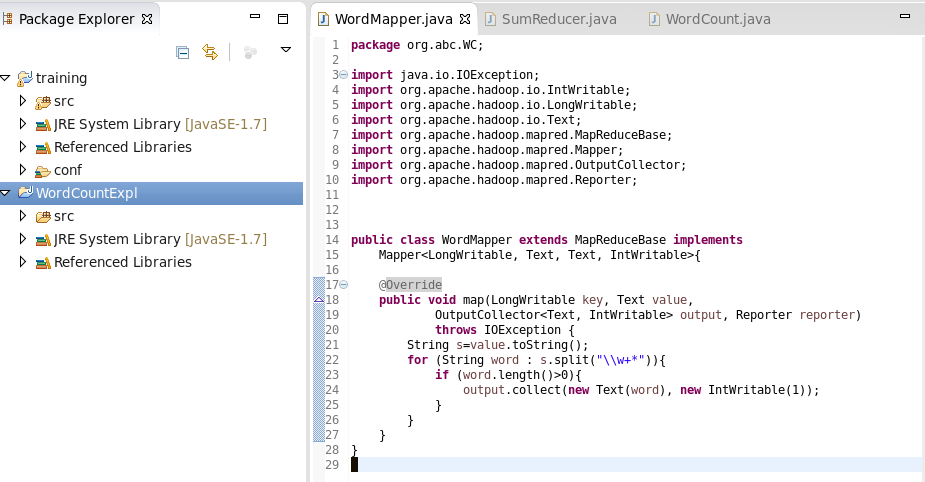 Package Explorer
training
src
JRE System Library [JavaSE-1.7]
Referenced Libraries
conf
WordCountExpl
src
JRE System Library [JavaSE-1.7]
Referenced Libraries
WordMapper.java SumReducer.java WordCount.java
1 package org.abc.WC;
2
3 import java.io.IOException;
4 import org.apache.hadoop.io.IntWritable;
5 import org.apache.hadoop.io.LongWritable;
6 import org.apache.hadoop.io.Text;
7 import org.apache.hadoop.mapred.MapReduceBase;
8 import org.apache.hadoop.mapred.Mapper;
9 import org.apache.hadoop.mapred.OutputCollector;
10 import org.apache.hadoop.mapred.Reporter;
11
12
13
14 public class WordMapper extends MapReduceBase implements
15 Mapper<LongWritable, Text, Text, IntWritable>{
16
17 @Override
18 public void map(LongWritable key, Text value,
19 OutputCollector<Text, IntWritable> output, Reporter reporter)
20 throws IOException {
21 String s=value.toString();
22 for (String word : s.split("\\w+*")){
23 if (word.length()>0){
24 output.collect(new Text(word), new IntWritable(1));
25 }
26 }
27 }
28 }
29